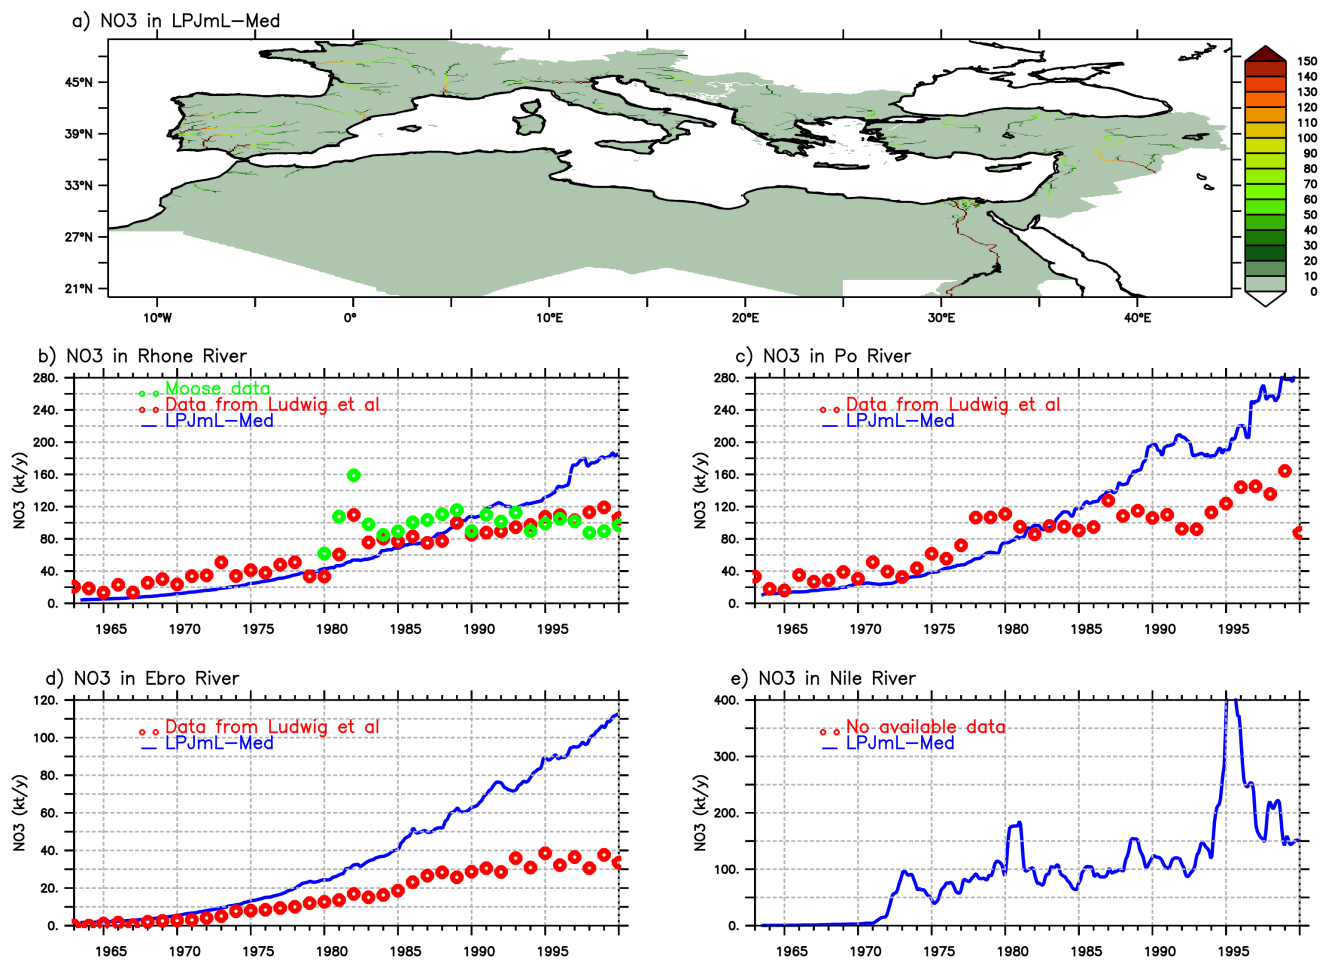 a) NO3 in LPJmL-Med
45°N
39°N
33°N
27°N
21°N
10°W
0°
10°E
20°E
30°E
40°E
150
140
130
120
110
100
90
80
70
60
50
40
30
20
10
0
b) NO3 in Rhone River
Moose data
Data from Ludwig et al
LPJmL-Med
NO3 (kt/y)
280.
240.
200.
160.
120.
80.
40.
0.
1965
1970
1975
1980
1985
1990
1995
c) NO3 in Po River
Data from Ludwig et al
LPJmL-Med
NO3 (kt/y)
280.
240.
200.
160.
120.
80.
40.
0.
1965
1970
1975
1980
1985
1990
1995
d) NO3 in Ebro River
Data from Ludwig et al
LPJmL-Med
NO3 (kt/y)
120.
100.
80.
60.
40.
20.
0.
1965
1970
1975
1980
1985
1990
1995
e) NO3 in Nile River
No available data
LPJmL-Med
NO3 (kt/y)
400.
300.
200.
100.
0.
1965
1970
1975
1980
1985
1990
1995